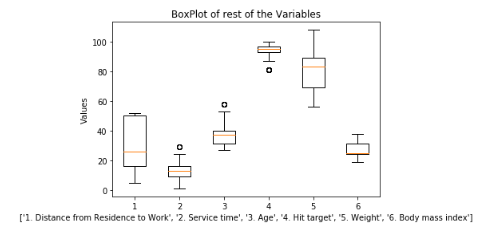 BoxPlot of rest of the Variables
100
80
60
40
20
0
Values
1 2 3 4 5 6
['1. Distance from Residence to Work', '2. Service time', '3. Age', '4. Hit target', '5. Weight', '6. Body mass index']